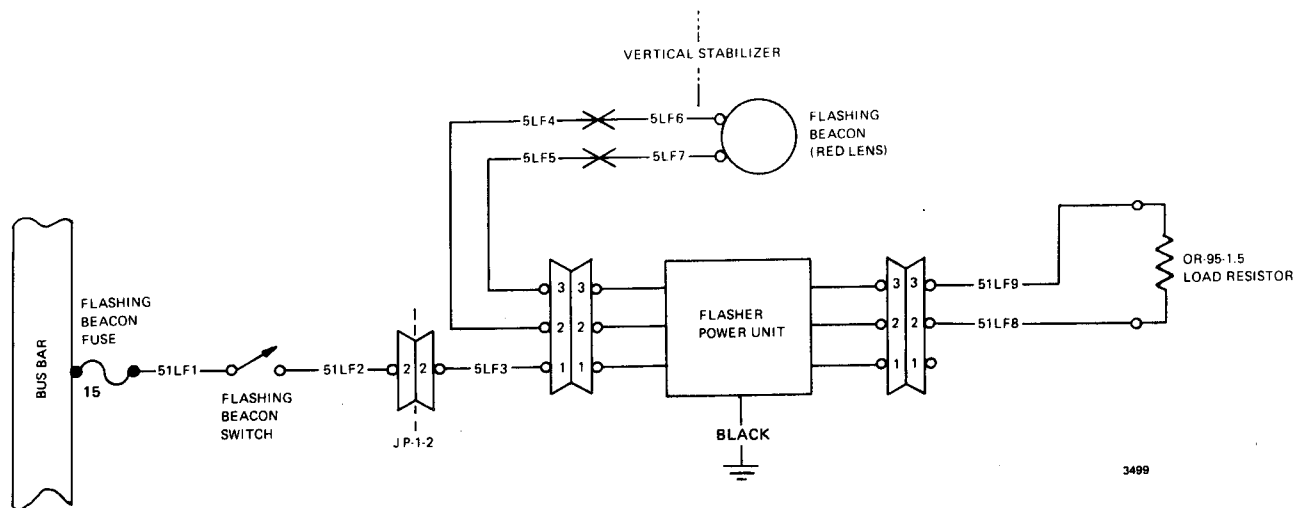 VERTICAL STABILIZER
5LF4
5LF6
FLASHING
BEACON
(RED LENS)
5LF5
5LF7
BUS BAR
FLASHING
BEACON
FUSE
15
51LF1
FLASHING
BEACON
SWITCH
51LF2
2 2
JP-1-2
5LF3
3 3
2 2
1 1
FLASHER
POWER UNIT
BLACK
3 3
2 2
1 1
51LF9
51LF8
OR-95-1.5
LOAD RESISTOR
3499